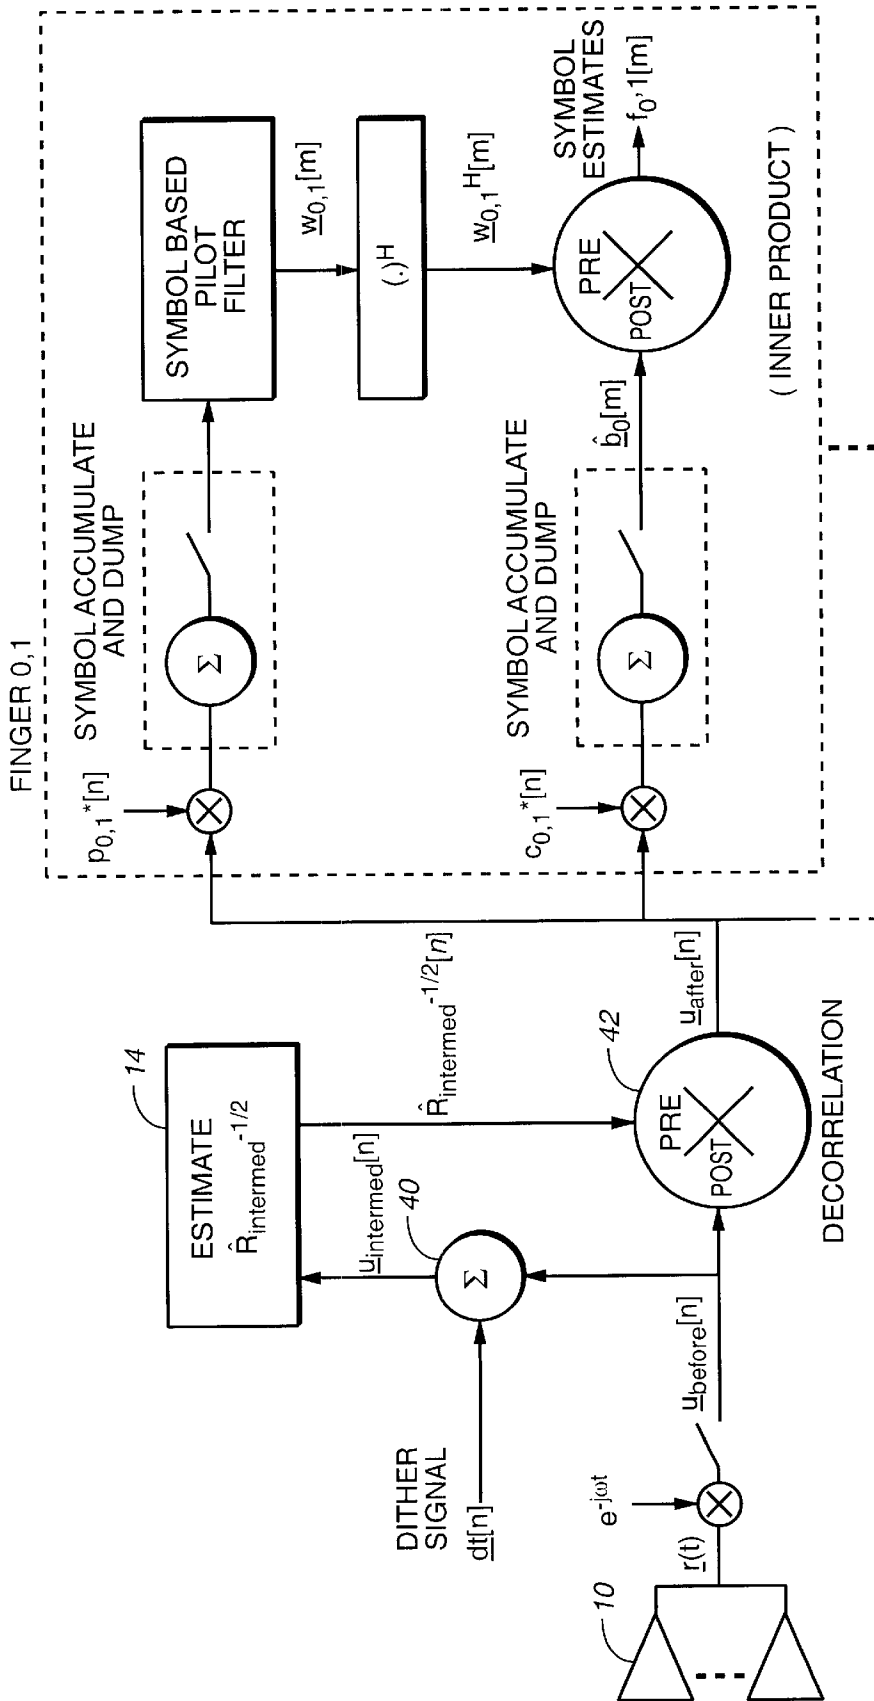 FINGER 0,1
p0,1*[n]
SYMBOL ACCUMULATE
AND DUMP
Σ
SYMBOL BASED
PILOT
FILTER
w0,1[m]
(.)H
w0,1H[m]
c0,1*[n]
SYMBOL ACCUMULATE
AND DUMP
Σ
b̂0[m]
PRE
POST
SYMBOL
ESTIMATES
f0,1[m]
( INNER PRODUCT )
14
ESTIMATE
R̂intermed-1/2
R̂intermed-1/2[n]
uintermed[n]
40
Σ
DITHER
SIGNAL
dt[n]
42
PRE
POST
uafter[n]
DECORRELATION
10
r(t)
e-jωt
ubefore[n]